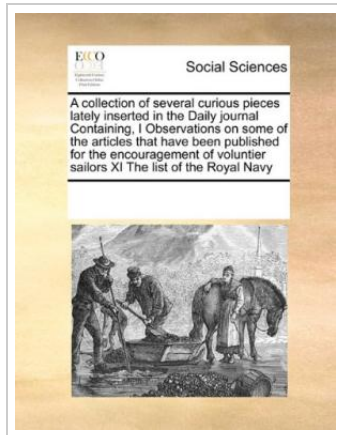 ECCO
Social Sciences
A collection of several curious pieces
lately inserted in the Daily journal
Containing, I Observations on some of
the articles that have been published
for the encouragement of voluntier
sailors XI The list of the Royal Navy